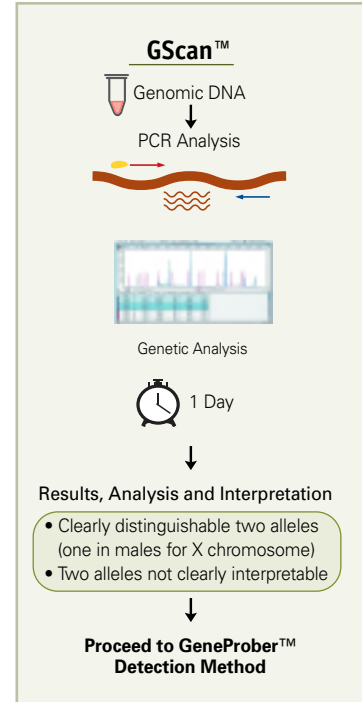 GScan™
Genomic DNA
PCR Analysis
Genetic Analysis
1 Day
Results, Analysis and Interpretation
• Clearly distinguishable two alleles
(one in males for X chromosome)
• Two alleles not clearly interpretable
Proceed to GeneProber™
Detection Method